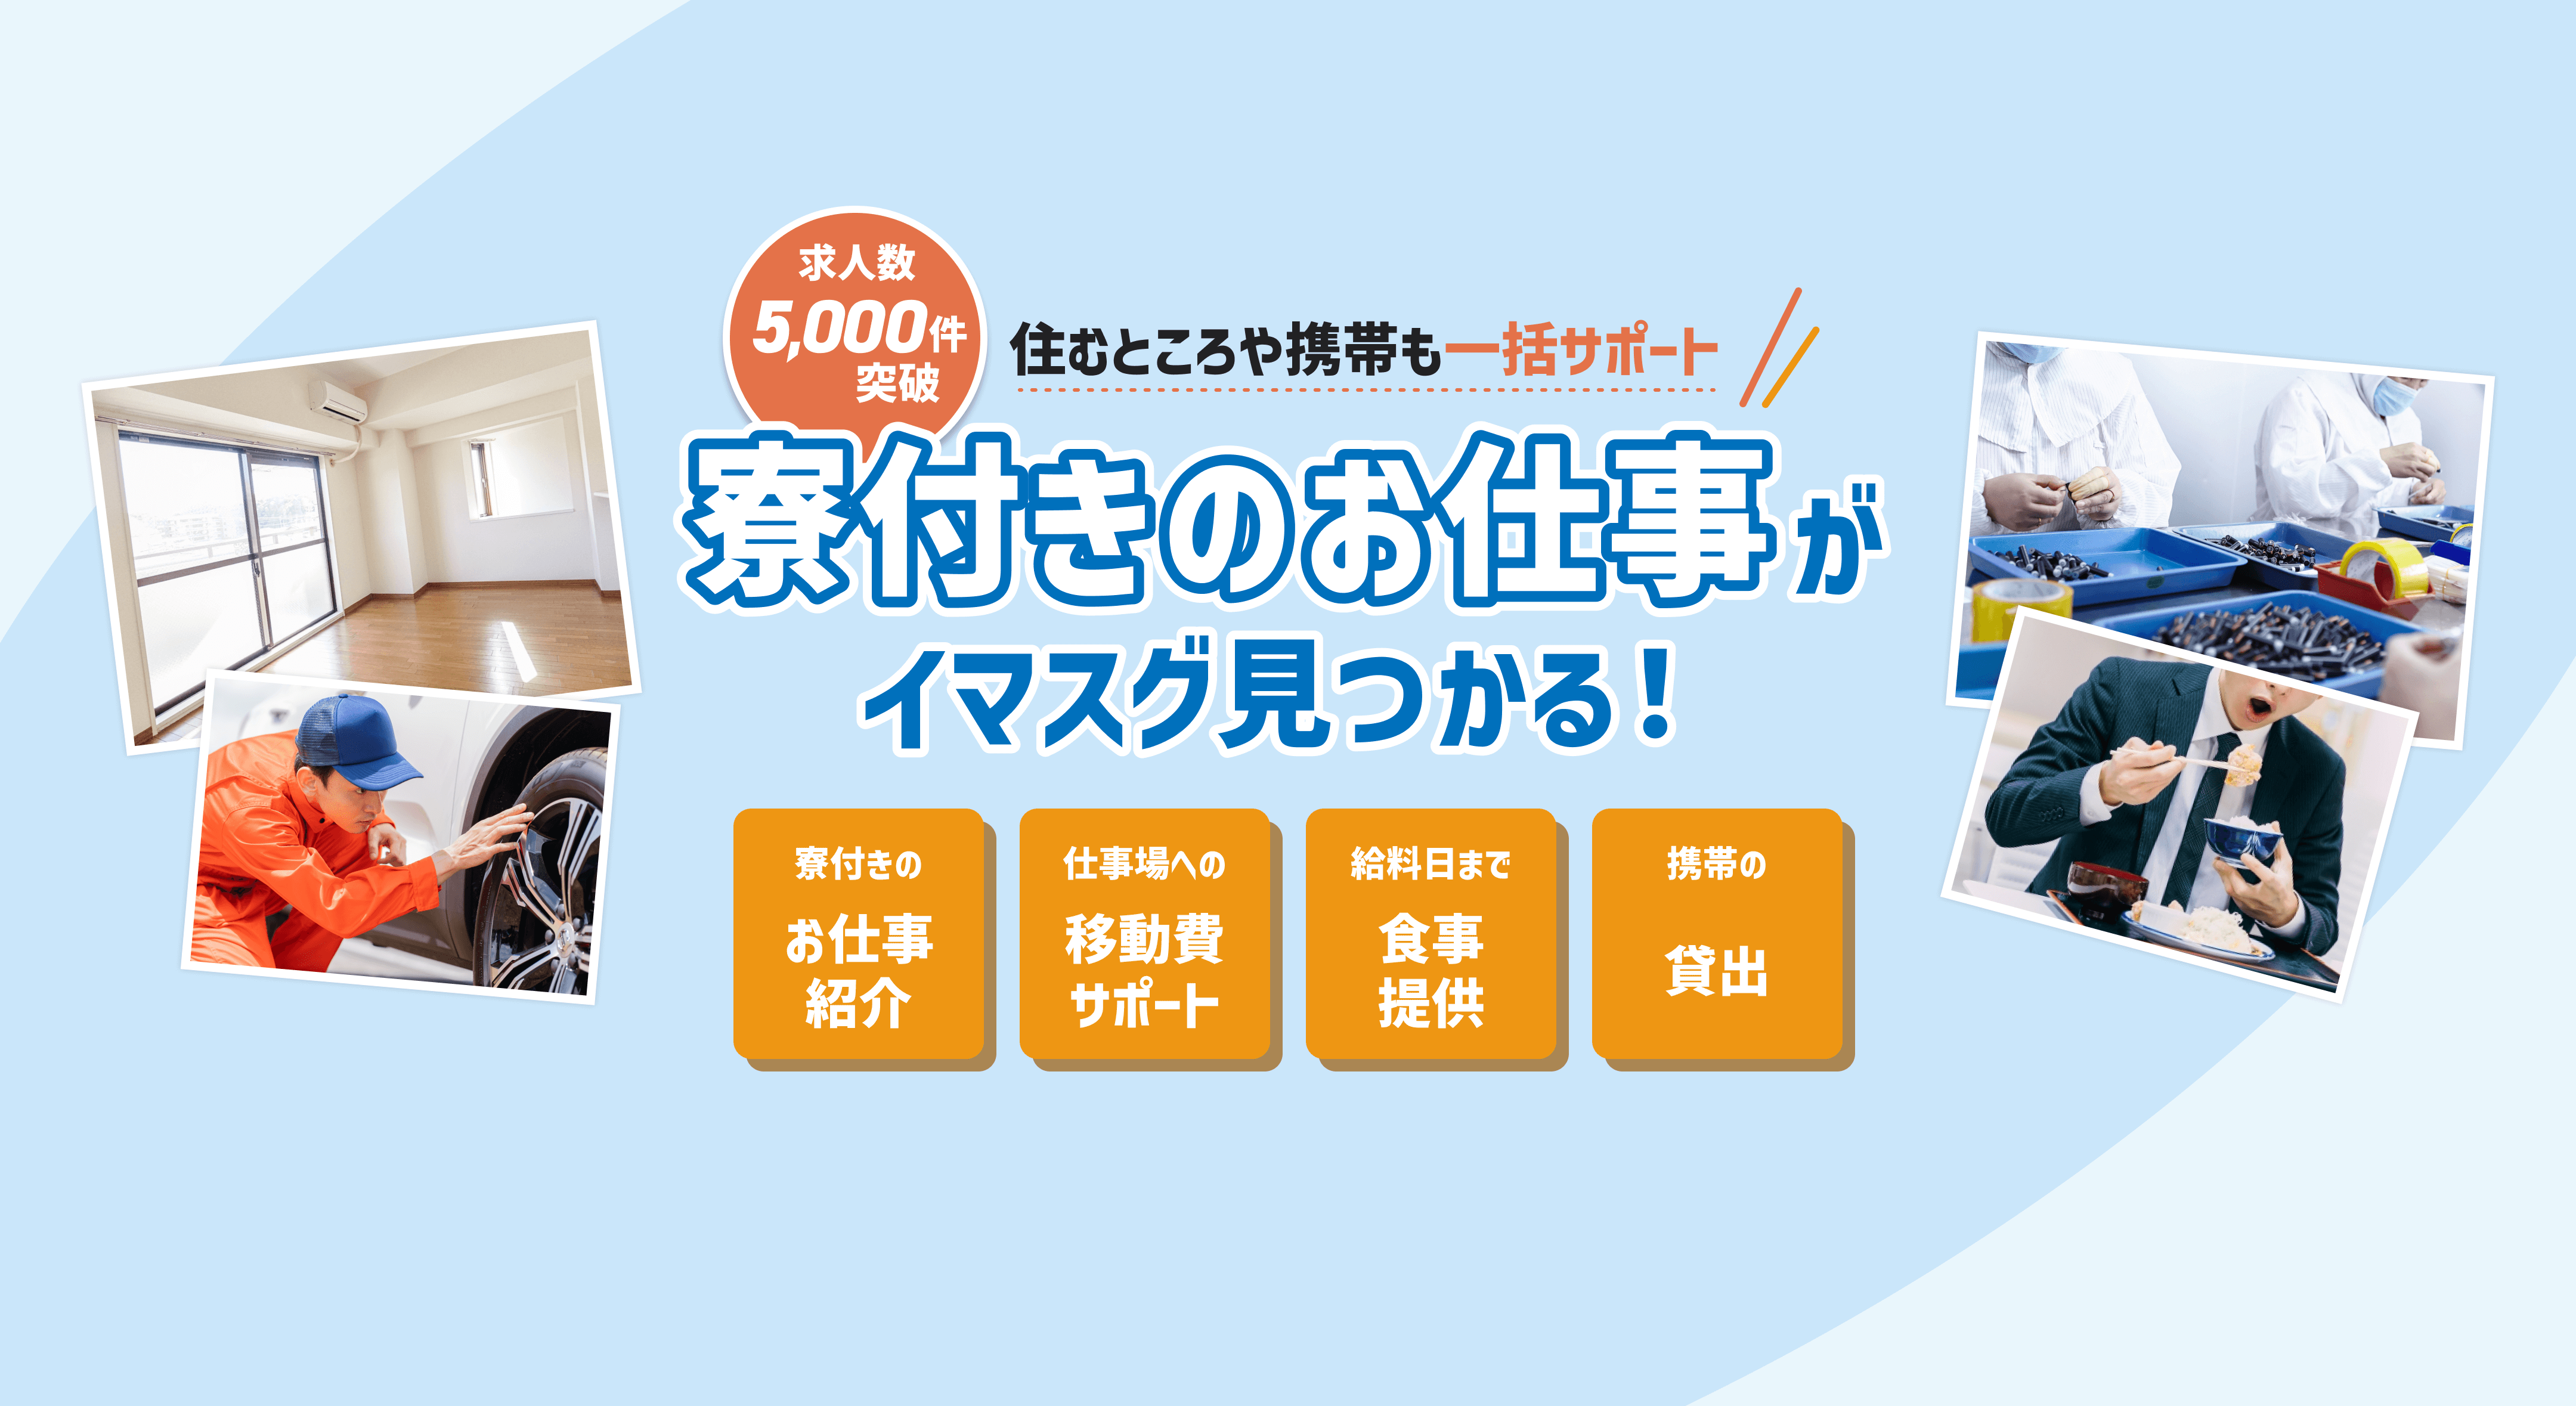 求人数
5,000件
突破
住むところや携帯も一括サポート
寮付きのお仕事が
イマスグ見つかる！
寮付きの
お仕事
紹介
仕事場への
移動費
サポート
給料日まで
食事
提供
携帯の
貸出